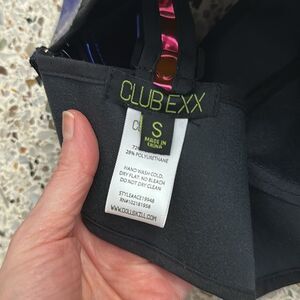 CLUB EXX
S
MADE IN
CHINA
28% POLYURETHANE
HAND WASH COLD.
DRY FLAT. NO BLEACH
DO NOT DRY CLEAN
WWW.DOLLSKILL.COM